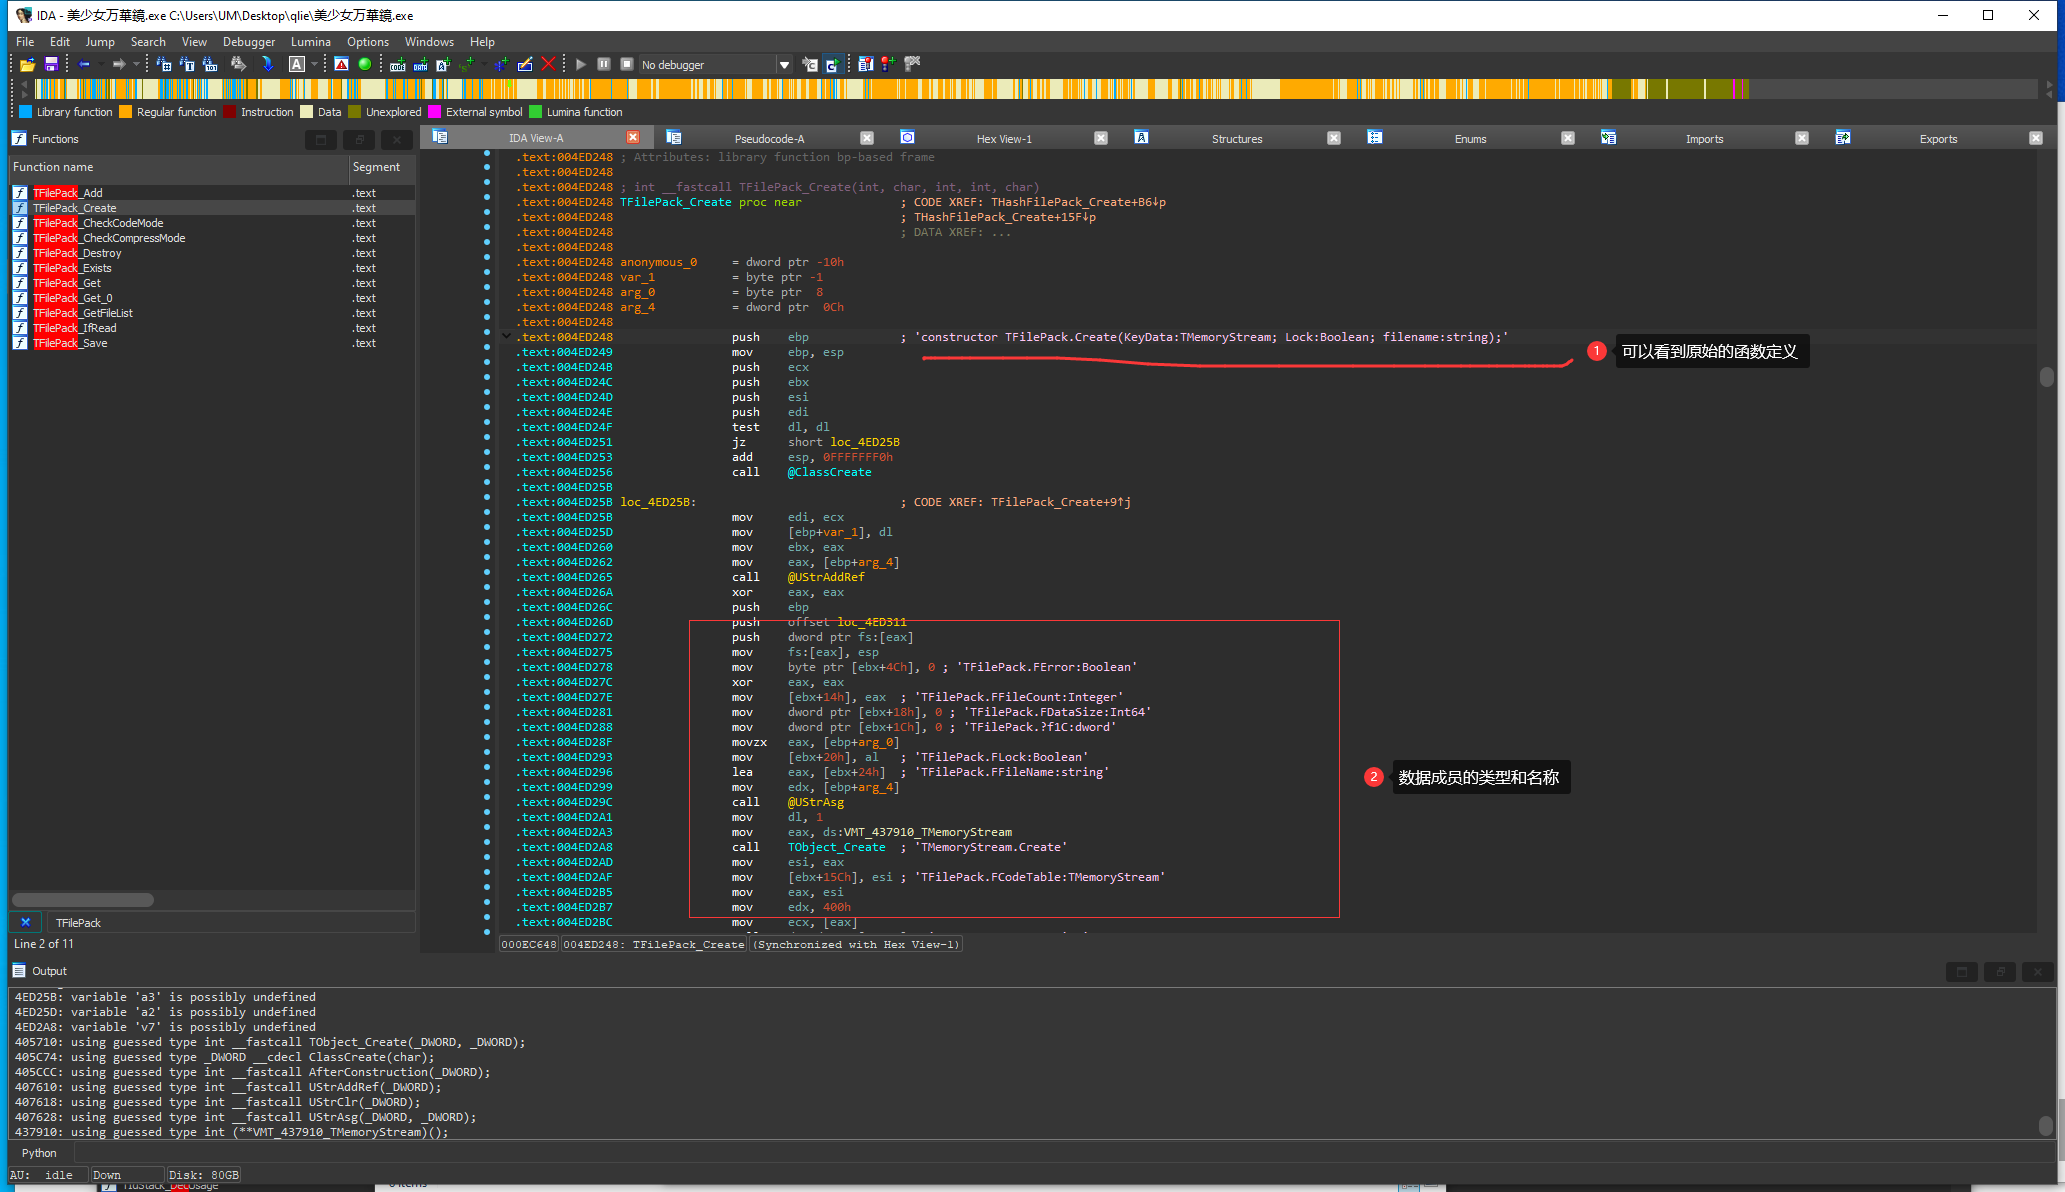 IDA - 美少女万華鏡.exe C:\Users\UM\Desktop\qlie\美少女万華鏡.exe
File Edit Jump Search View Debugger Lumina Options Windows Help
No debugger
Library function Regular function Instruction Data Unexplored External symbol Lumina function
Functions
Function name Segment
TFilePack_Add .text
TFilePack_Create .text
TFilePack_CheckCodeMode .text
TFilePack_CheckCompressMode .text
TFilePack_Destroy .text
TFilePack_Exists .text
TFilePack_Get .text
TFilePack_Get_0 .text
TFilePack_GetFileList .text
TFilePack_IfRead .text
TFilePack_Save .text
TFilePack
Line 2 of 11
IDA View-A Pseudocode-A Hex View-1 Structures Enums Imports Exports
.text:004ED248 ; Attributes: library function bp-based frame
.text:004ED248
.text:004ED248 ; int __fastcall TFilePack_Create(int, char, int, int, char)
.text:004ED248 TFilePack_Create proc near ; CODE XREF: THashFilePack_Create+B6↓p
.text:004ED248 ; THashFilePack_Create+15F↓p
.text:004ED248 ; DATA XREF: ...
.text:004ED248
.text:004ED248 anonymous_0 = dword ptr -10h
.text:004ED248 var_1 = byte ptr -1
.text:004ED248 arg_0 = byte ptr 8
.text:004ED248 arg_4 = dword ptr 0Ch
.text:004ED248
.text:004ED248 push ebp ; 'constructor TFilePack.Create(KeyData:TMemoryStream; Lock:Boolean; filename:string);'
1 可以看到原始的函数定义
.text:004ED249 mov ebp, esp
.text:004ED24B push ecx
.text:004ED24C push ebx
.text:004ED24D push esi
.text:004ED24E push edi
.text:004ED24F test dl, dl
.text:004ED251 jz short loc_4ED25B
.text:004ED253 add esp, 0FFFFFFF0h
.text:004ED256 call @ClassCreate
.text:004ED25B
.text:004ED25B loc_4ED25B: ; CODE XREF: TFilePack_Create+9↑j
.text:004ED25B mov edi, ecx
.text:004ED25D mov [ebp+var_1], dl
.text:004ED260 mov ebx, eax
.text:004ED262 mov eax, [ebp+arg_4]
.text:004ED265 call @UStrAddRef
.text:004ED26A xor eax, eax
.text:004ED26C push ebp
.text:004ED26D push offset loc_4ED311
.text:004ED272 push dword ptr fs:[eax]
.text:004ED275 mov fs:[eax], esp
.text:004ED278 mov byte ptr [ebx+4Ch], 0 ; 'TFilePack.FError:Boolean'
.text:004ED27C xor eax, eax
.text:004ED27E mov [ebx+14h], eax ; 'TFilePack.FFileCount:Integer'
.text:004ED281 mov dword ptr [ebx+18h], 0 ; 'TFilePack.FDataSize:Int64'
.text:004ED288 mov dword ptr [ebx+1Ch], 0 ; 'TFilePack.?f1C:dword'
.text:004ED28F movzx eax, [ebp+arg_0]
.text:004ED293 mov [ebx+20h], al ; 'TFilePack.FLock:Boolean'
.text:004ED296 lea eax, [ebx+24h] ; 'TFilePack.FFileName:string'
2 数据成员的类型和名称
.text:004ED299 mov edx, [ebp+arg_4]
.text:004ED29C call @UStrAsg
.text:004ED2A1 mov dl, 1
.text:004ED2A3 mov eax, ds:VMT_437910_TMemoryStream
.text:004ED2A8 call TObject_Create ; 'TMemoryStream.Create'
.text:004ED2AD mov esi, eax
.text:004ED2AF mov [ebx+15Ch], esi ; 'TFilePack.FCodeTable:TMemoryStream'
.text:004ED2B5 mov eax, esi
.text:004ED2B7 mov edx, 400h
.text:004ED2BC mov ecx, [eax]
000EC648 004ED248: TFilePack_Create (Synchronized with Hex View-1)
Output
4ED25B: variable 'a3' is possibly undefined
4ED25D: variable 'a2' is possibly undefined
4ED2A8: variable 'v7' is possibly undefined
405710: using guessed type int __fastcall TObject_Create(_DWORD, _DWORD);
405C74: using guessed type _DWORD __cdecl ClassCreate(char);
405CCC: using guessed type int __fastcall AfterConstruction(_DWORD);
407610: using guessed type int __fastcall UStrAddRef(_DWORD);
407618: using guessed type int __fastcall UStrClr(_DWORD);
407628: using guessed type int __fastcall UStrAsg(_DWORD, _DWORD);
437910: using guessed type int (**VMT_437910_TMemoryStream)();
Python
AU: idle Down Disk: 80GB